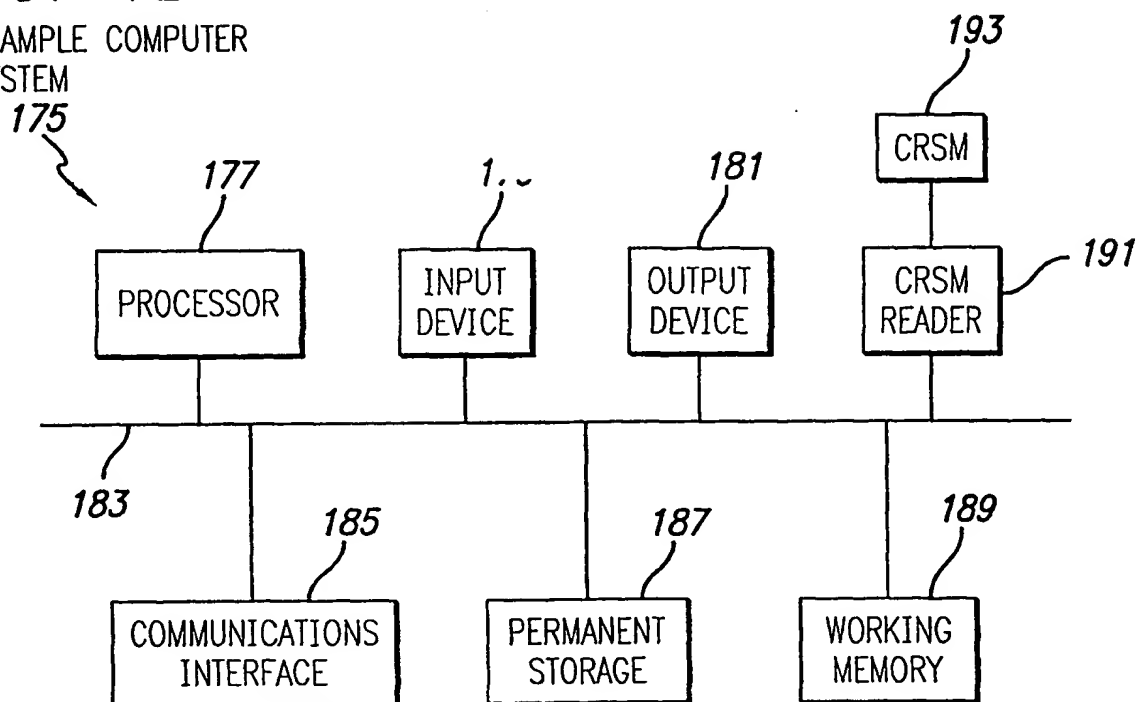 AMPLE COMPUTER
STEM
175
177
181
193
CRSM
PROCESSOR
INPUT
DEVICE
OUTPUT
DEVICE
CRSM
READER
191
183
185
187
189
COMMUNICATIONS
INTERFACE
PERMANENT
STORAGE
WORKING
MEMORY